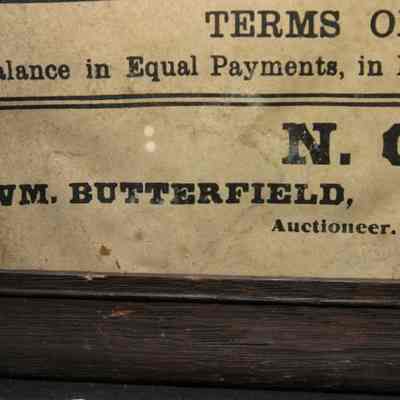 TERMS O
alance in Equal Payments, in
N.
WM. BUTTERFIELD,
Auctioneer.